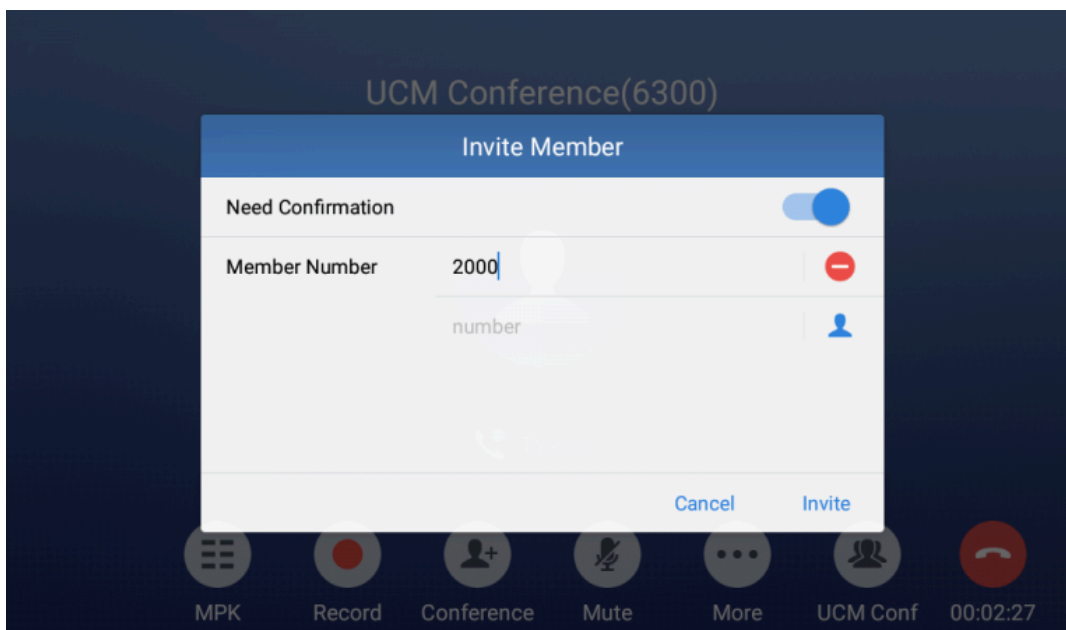 UCM Conference(6300)
Invite Member
Need Confirmation
Member Number 2000
number
Cancel Invite
MPK Record Conference Mute More UCM Conf 00:02:27